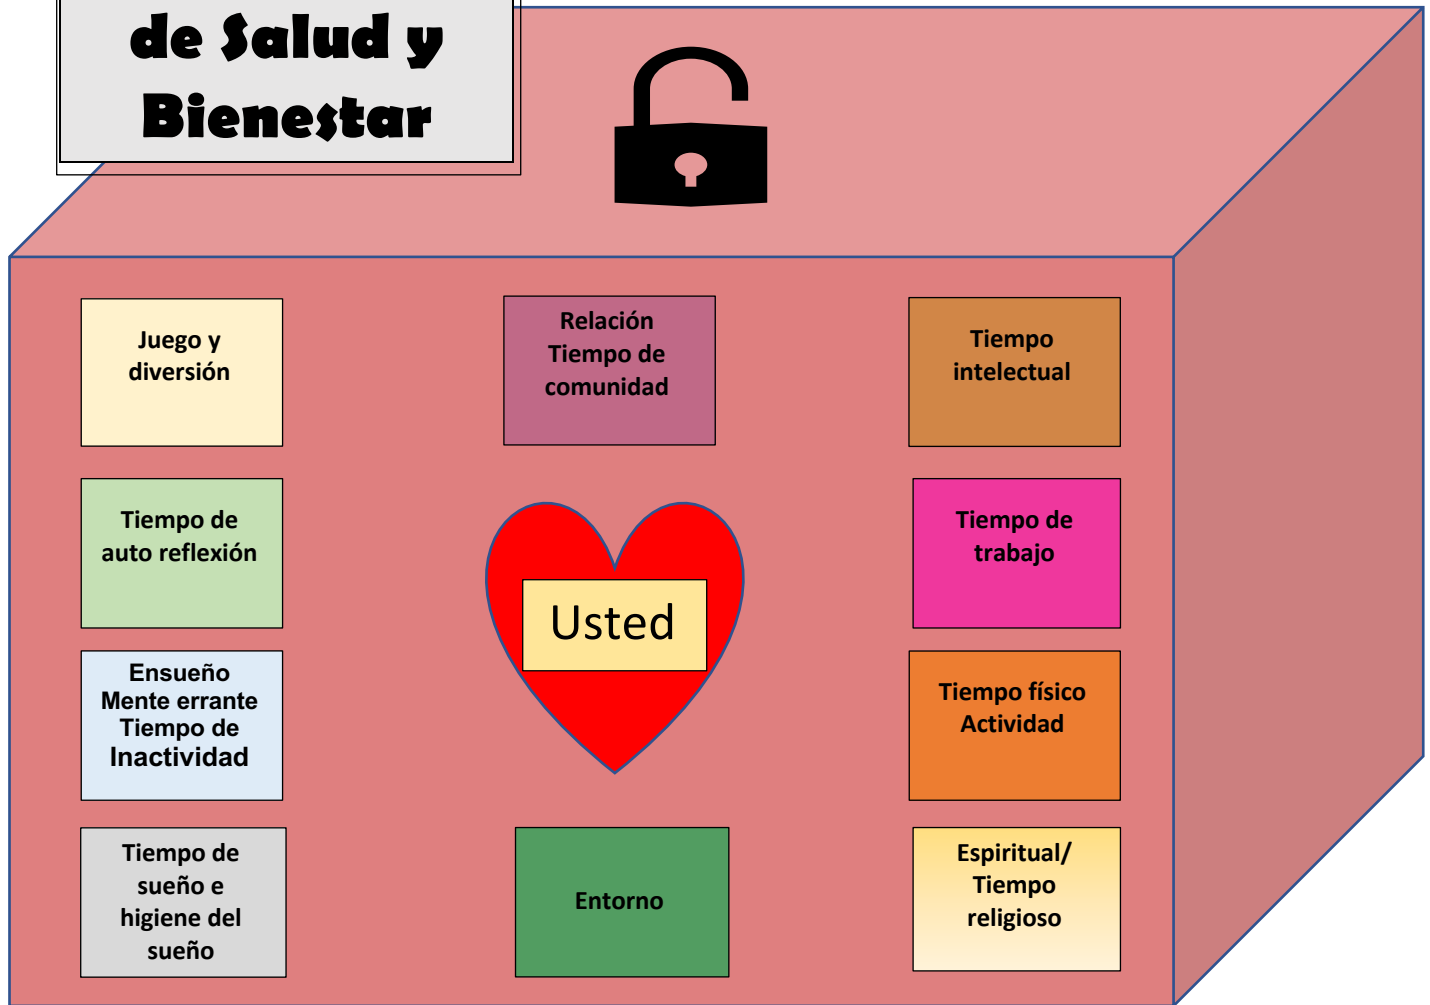 de Salud y
Bienestar
Juego y
diversión
Relación
Tiempo de
comunidad
Tiempo
intelectual
Tiempo de
auto reflexión
Usted
Tiempo de
trabajo
Ensueño
Mente errante
Tiempo de
Inactividad
Tiempo físico
Actividad
Tiempo de
sueño e
higiene del
sueño
Entorno
Espiritual/
Tiempo
religioso